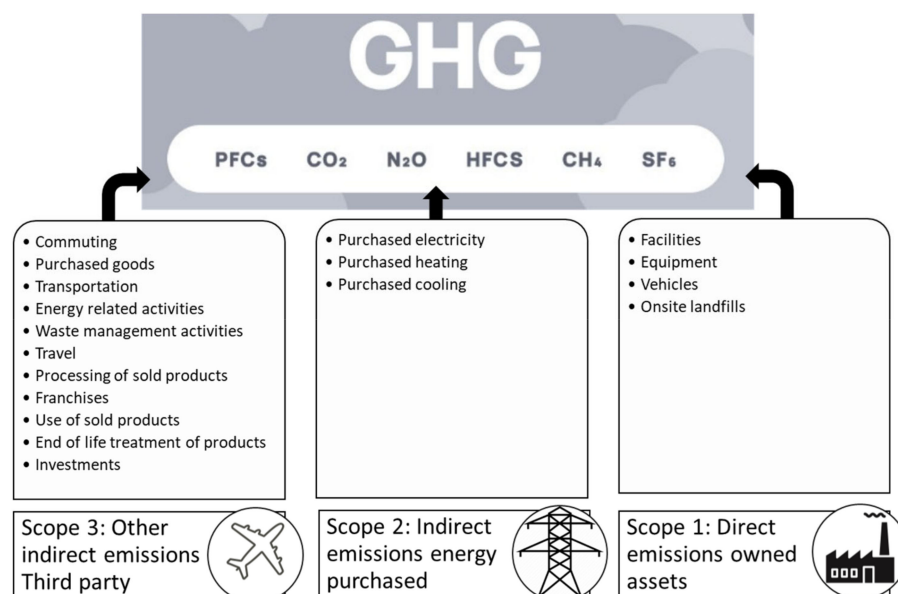 GHG
PFCs CO₂ N₂O HFCS CH₄ SF₆
• Commuting
• Purchased goods
• Transportation
• Energy related activities
• Waste management activities
• Travel
• Processing of sold products
• Franchises
• Use of sold products
• End of life treatment of products
• Investments
Scope 3: Other
indirect emissions
Third party
• Purchased electricity
• Purchased heating
• Purchased cooling
Scope 2: Indirect
emissions energy
purchased
• Facilities
• Equipment
• Vehicles
• Onsite landfills
Scope 1: Direct
emissions owned
assets